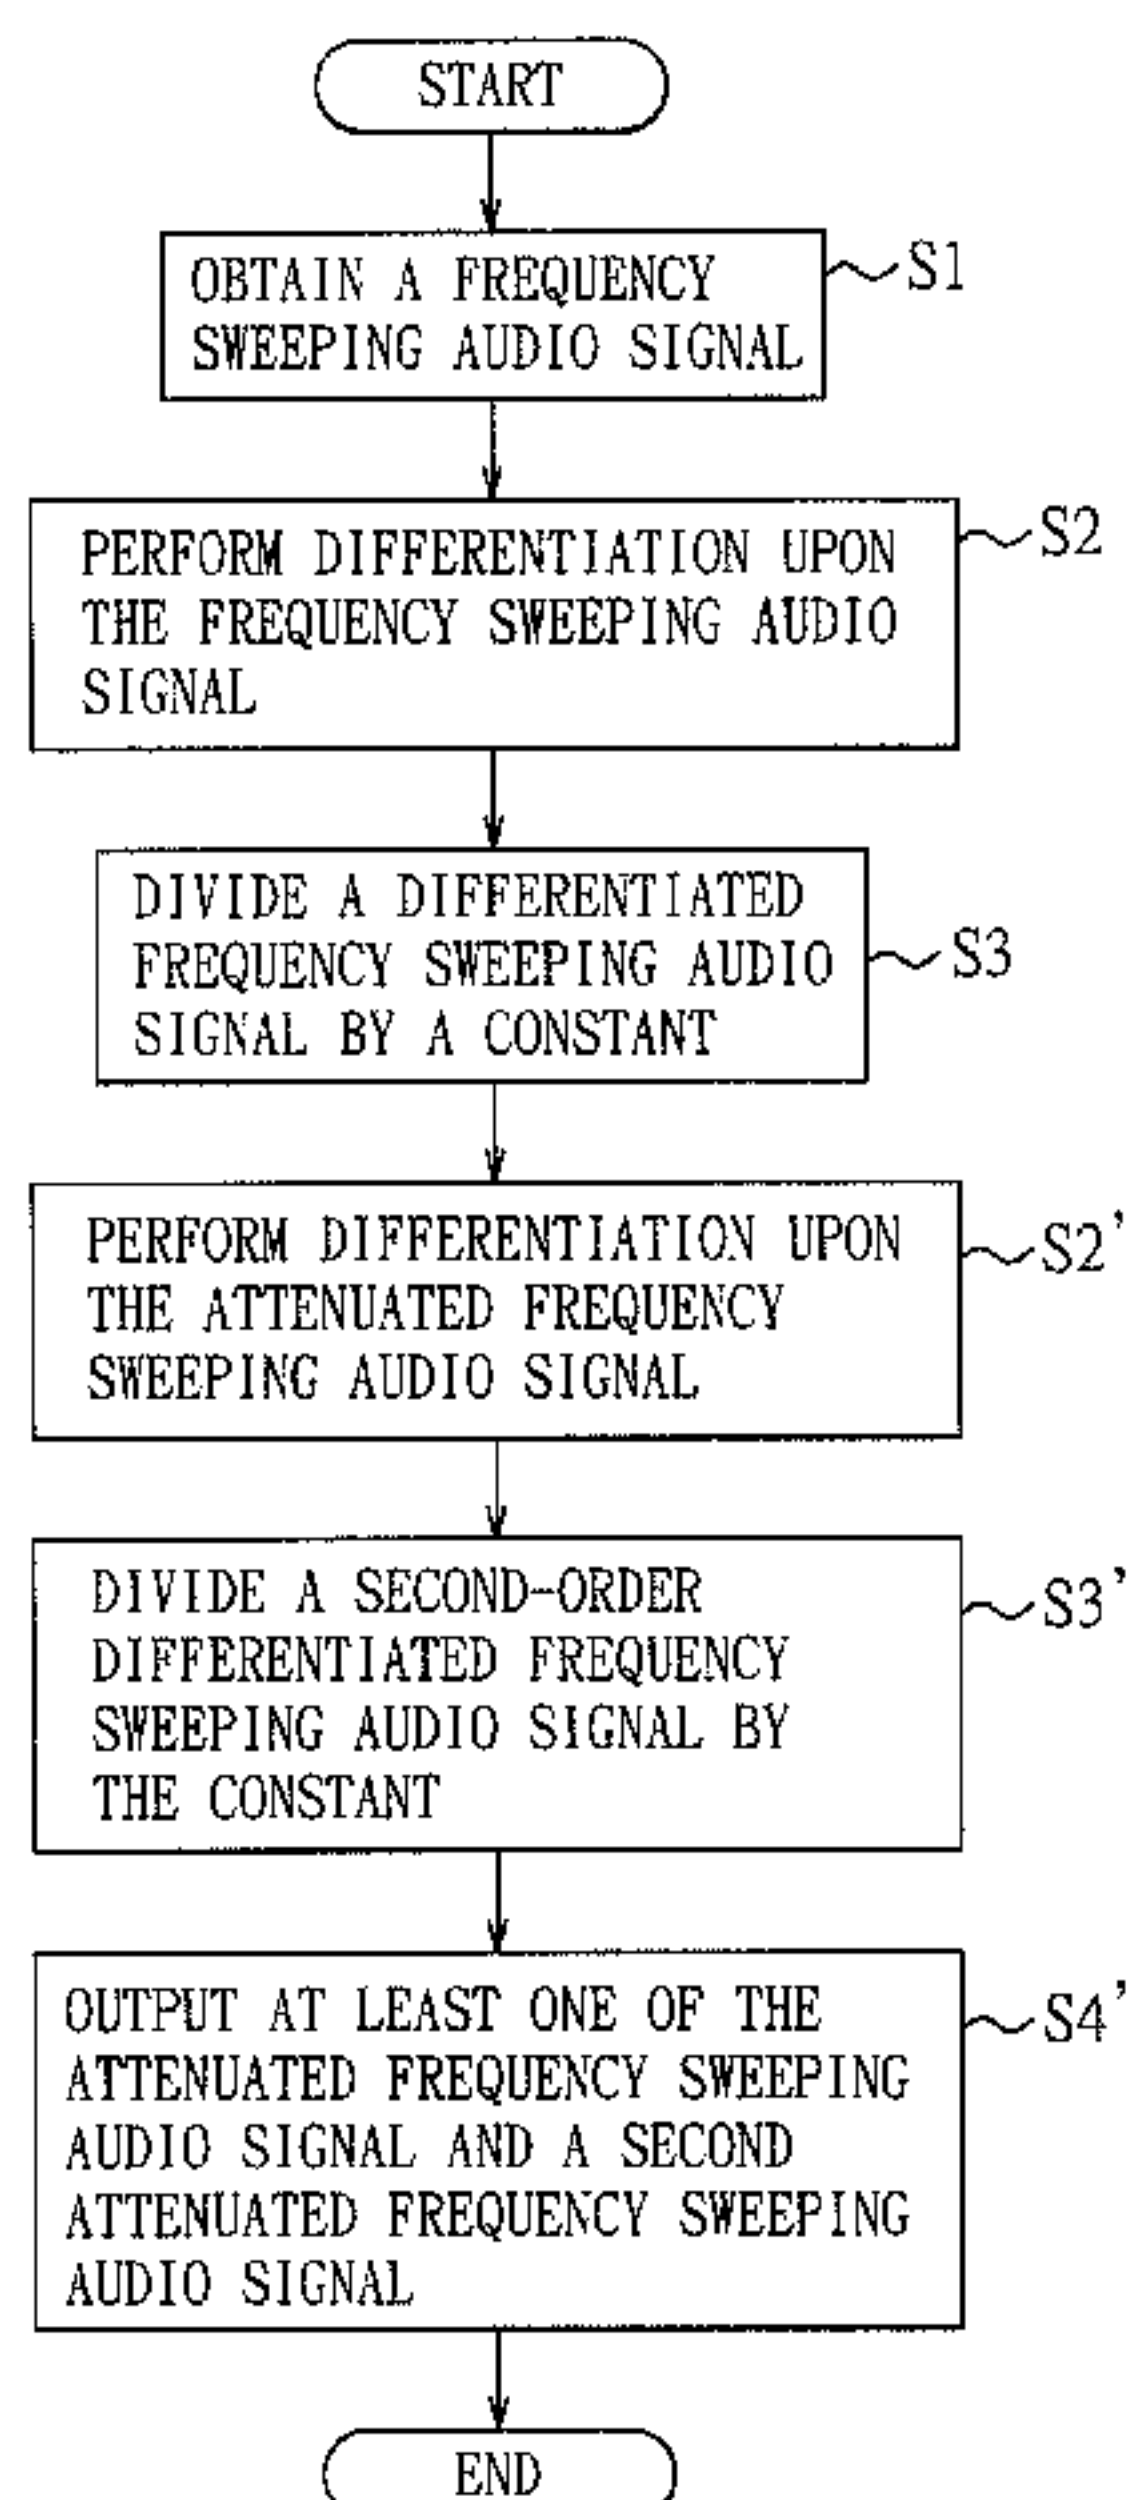 START
OBTAIN A FREQUENCY
SWEEPING AUDIO SIGNAL
S1
PERFORM DIFFERENTIATION UPON
THE FREQUENCY SWEEPING AUDIO
SIGNAL
S2
DIVIDE A DIFFERENTIATED
FREQUENCY SWEEPING AUDIO
SIGNAL BY A CONSTANT
S3
PERFORM DIFFERENTIATION UPON
THE ATTENUATED FREQUENCY
SWEEPING AUDIO SIGNAL
S2'
DIVIDE A SECOND-ORDER
DIFFERENTIATED FREQUENCY
SWEEPING AUDIO SIGNAL BY
THE CONSTANT
S3'
OUTPUT AT LEAST ONE OF THE
ATTENUATED FREQUENCY SWEEPING
AUDIO SIGNAL AND A SECOND
ATTENUATED FREQUENCY SWEEPING
AUDIO SIGNAL
S4'
END